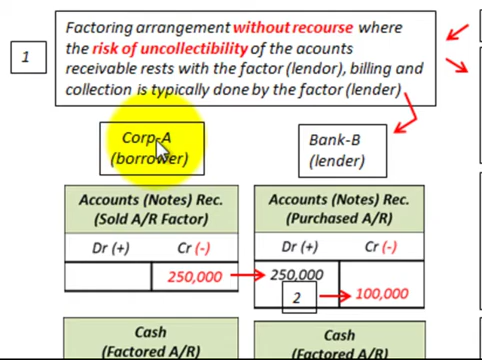 1
Factoring arrangement without recourse where
the risk of uncollectibility of the acounts
receivable rests with the factor (lendor), billing and
collection is typically done by the factor (lender)
Corp-A
(borrower)
Bank-B
(lender)
Accounts (Notes) Rec.
(Sold A/R Factor)
Dr (+) Cr (-)
250,000
Accounts (Notes) Rec.
(Purchased A/R)
Dr (+) Cr (-)
250,000
2 100,000
Cash
(Factored A/R)
Cash
(Factored A/R)